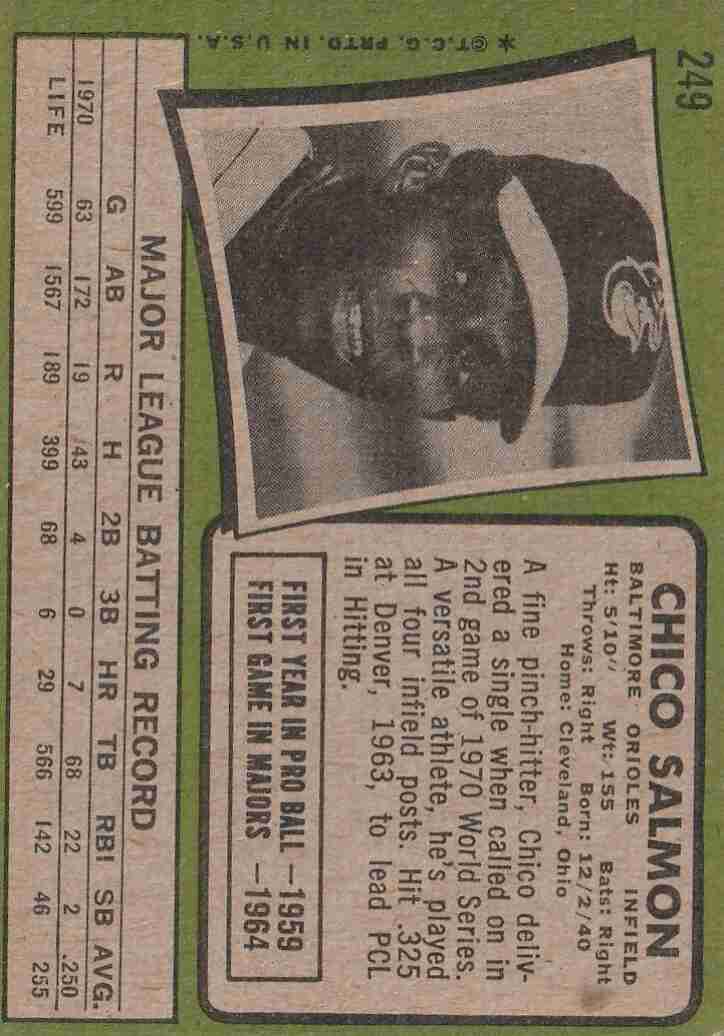 249
CHICO SALMON
BALTIMORE ORIOLES INFIELD
Ht: 5'10" Wt: 155 Bats: Right
Throws: Right Born: 12/2/40
Home: Cleveland, Ohio
A fine pinch-hitter, Chico deliv-
ered a single when called on in
2nd game of 1970 World Series.
A versatile athlete, he's played
all four infield posts. Hit .325
at Denver, 1963, to lead PCL
in Hitting.
FIRST YEAR IN PRO BALL—1959
FIRST GAME IN MAJORS —1964
*©T.C.G. PRTD. IN U.S.A.
MAJOR LEAGUE BATTING RECORD
G AB R H 2B 3B HR TB RBI SB AVG.
1970 63 172 19 43 4 0 7 68 22 2 .250
LIFE 599 1567 189 399 68 6 29 566 142 46 255